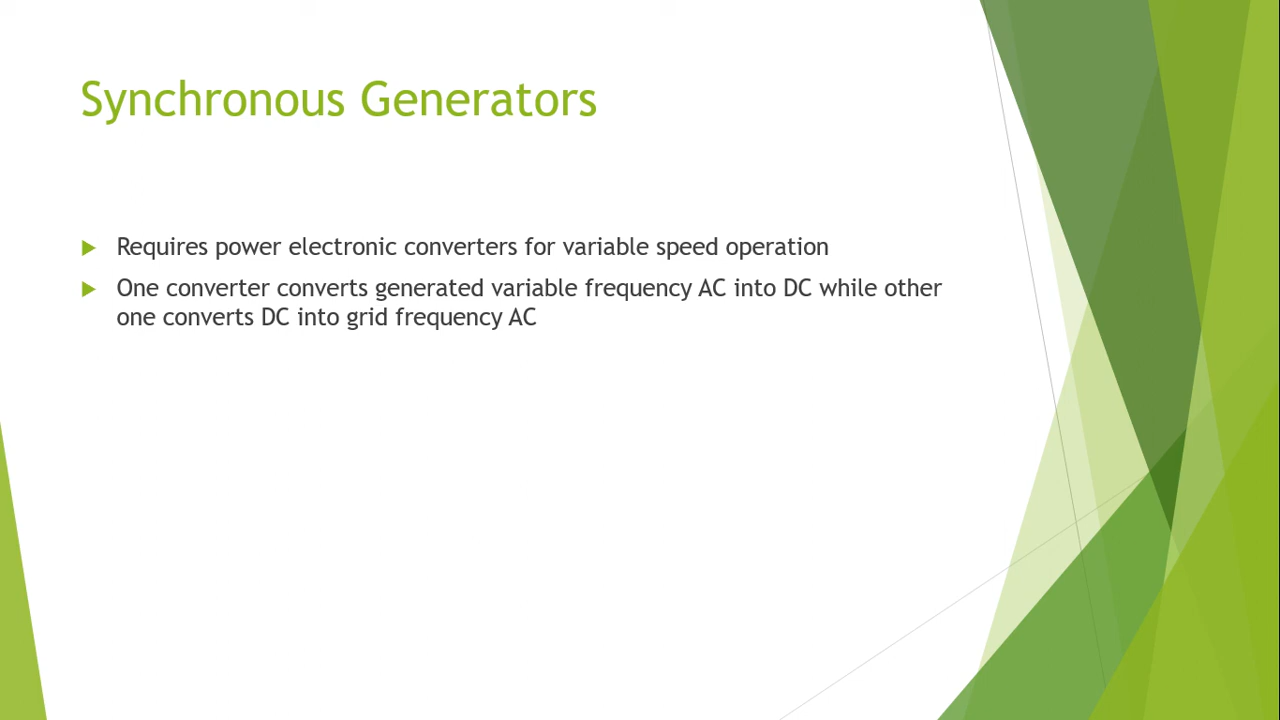 Synchronous Generators
Requires power electronic converters for variable speed operation
One converter converts generated variable frequency AC into DC while other
one converts DC into grid frequency AC